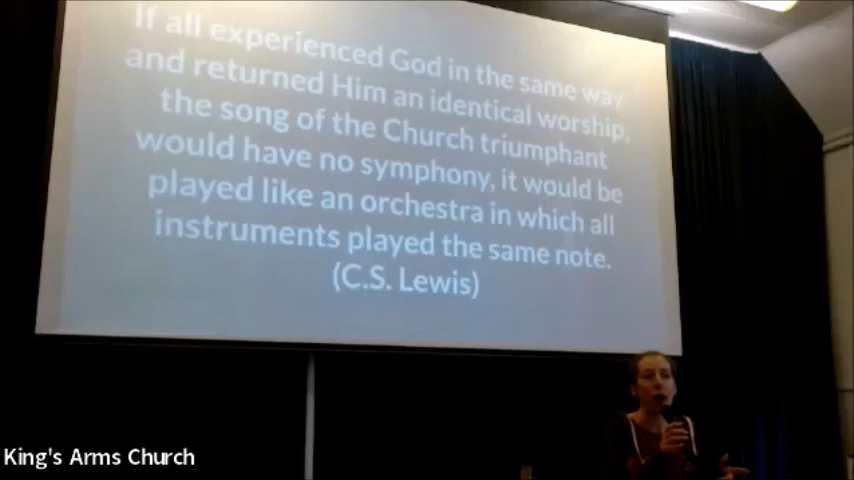 If all experienced God in the same way
and returned Him an identical worship,
the song of the Church triumphant
would have no symphony, it would be
played like an orchestra in which all
instruments played the same note.
(C.S. Lewis)
King's Arms Church